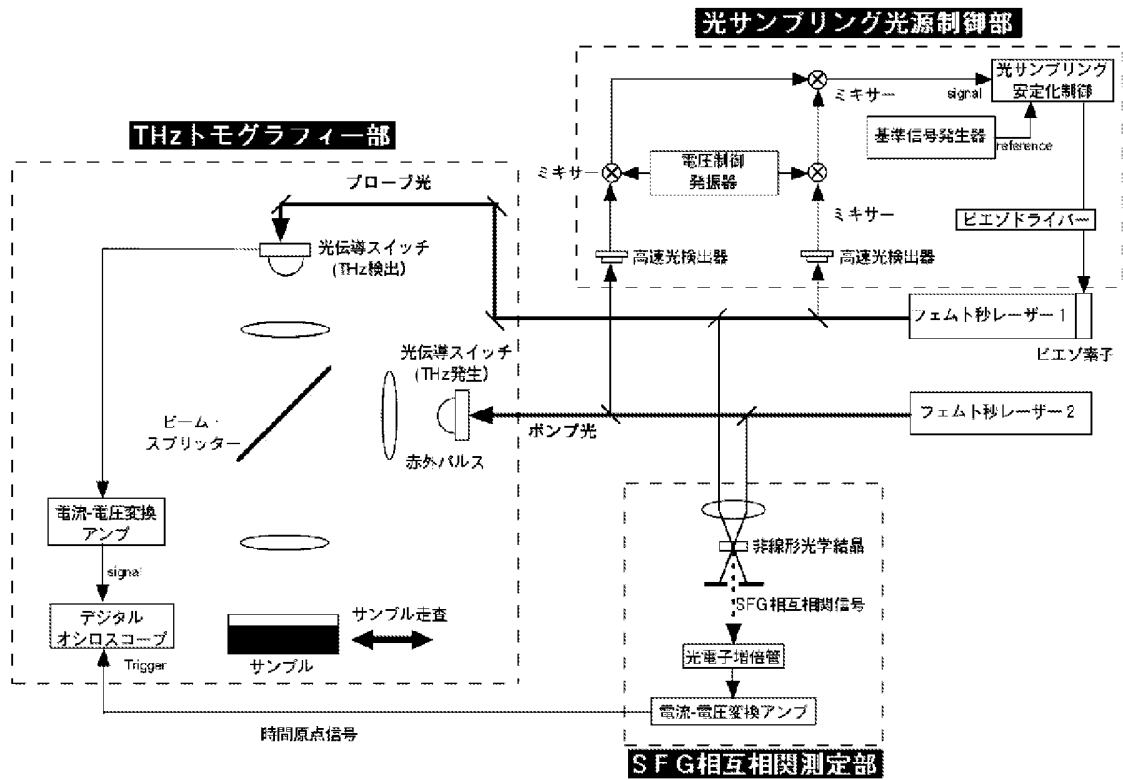 光サンプリング光源制御部
ミキサー
signal
光サンプリング
安定化制御
基準信号発生器
reference
THzトモグラフィー部
プローブ光
ミキサー
電圧制御
発振器
ミキサー
ピエゾドライバー
光伝導スイッチ
(THz検出)
高速光検出器
高速光検出器
フェムト秒レーザー1
ピエゾ素子
光伝導スイッチ
(THz発生)
ビーム・
スプリッター
ポンプ光
フェムト秒レーザー2
赤外パルス
電流-電圧変換
アンプ
signal
非線形光学結晶
SFG相互相関信号
デジタル
オシロスコープ
サンプル走査
Trigger
サンプル
光電子増倍管
電流-電圧変換アンプ
時間原点信号
SFG相互相関測定部